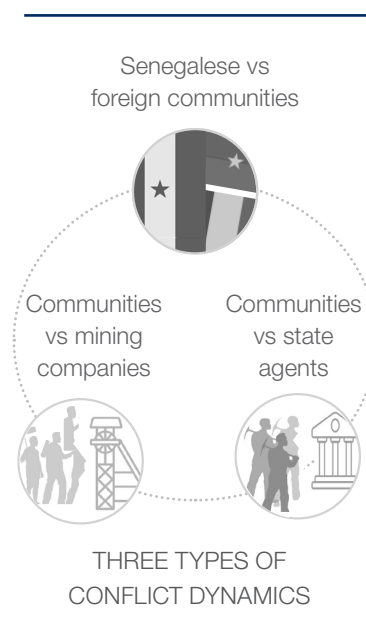 Senegalese vs
foreign communities
Communities
vs mining
companies
Communities
vs state
agents
THREE TYPES OF
CONFLICT DYNAMICS